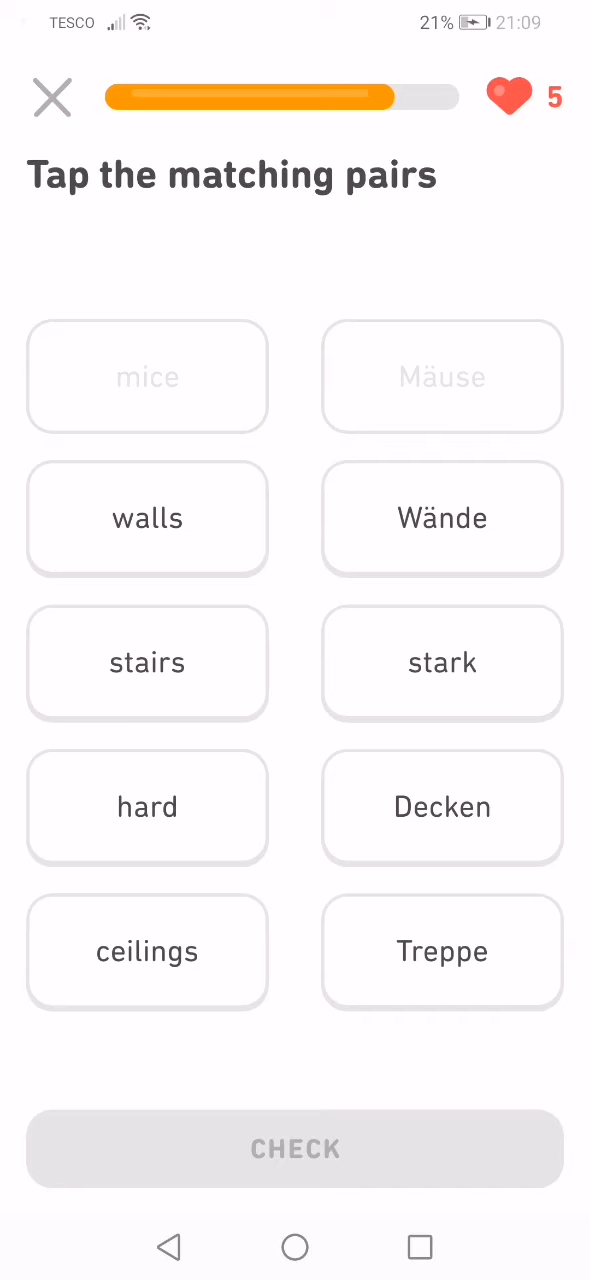 TESCO 21% 21:09
5
Tap the matching pairs
mice Mäuse
walls Wände
stairs stark
hard Decken
ceilings Treppe
CHECK